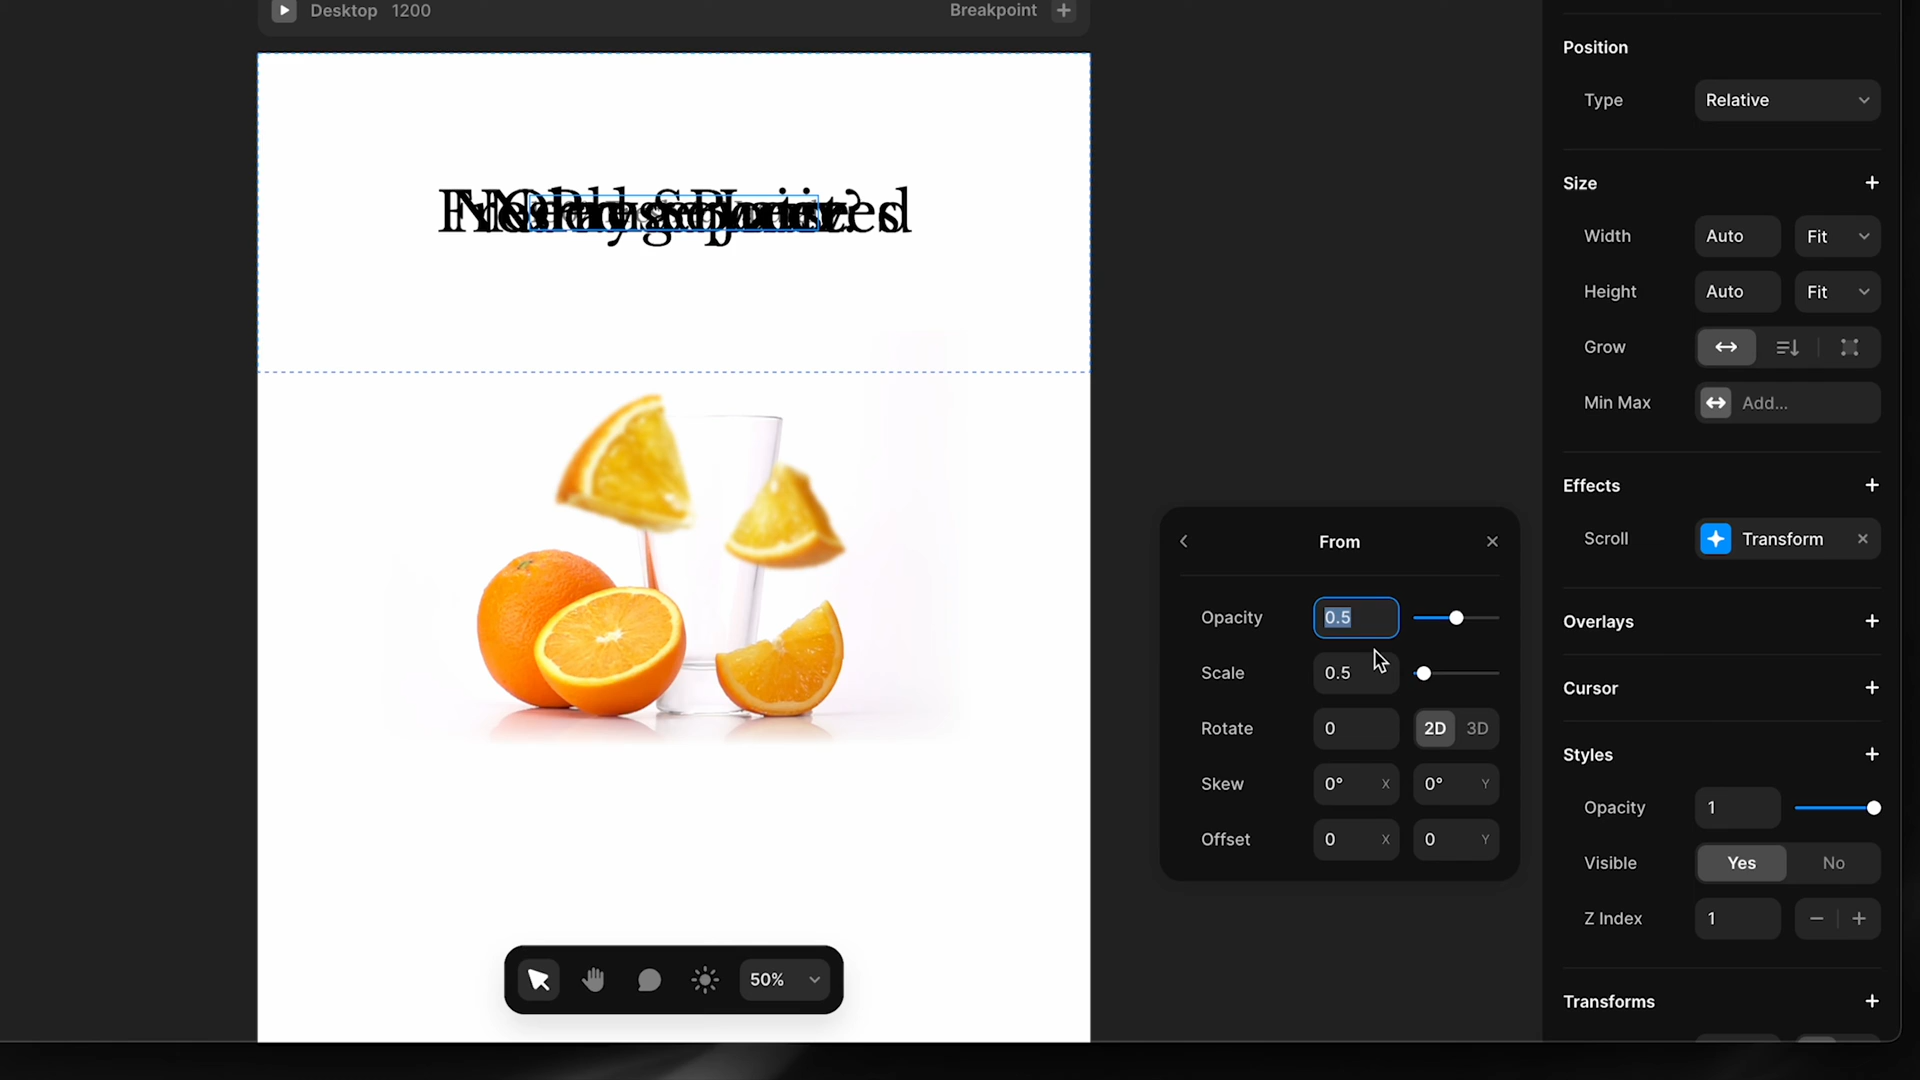 Desktop 1200
Breakpoint
Position
Type Relative
Size
Width Auto Fit
Height Auto Fit
Grow
Min Max Add...
Effects
Scroll Transform
From
Opacity 0.5
Scale 0.5
Rotate 0 2D 3D
Skew 0° X 0° Y
Offset 0 X 0 Y
Overlays
Cursor
Styles
Opacity 1
Visible Yes No
Z Index 1
Transforms
50%